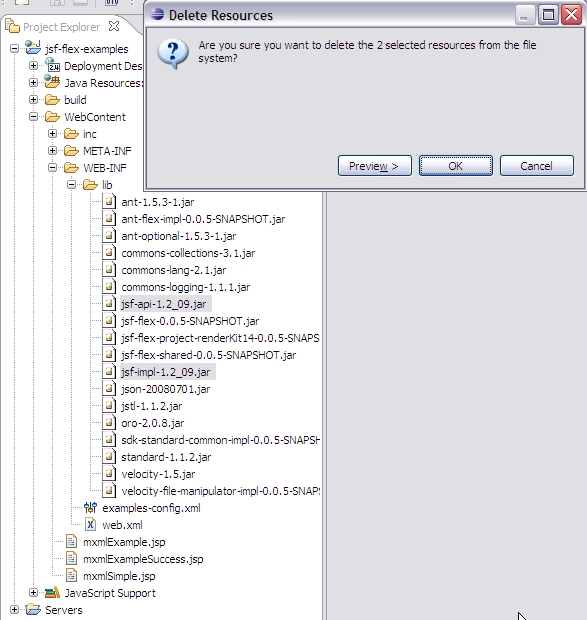 Delete Resources
Are you sure you want to delete the 2 selected resources from the file
system?
Preview >
OK
Cancel
Project Explorer
jsf-flex-examples
Deployment Des
Java Resources:
build
WebContent
inc
META-INF
WEB-INF
lib
ant-1.5.3-1.jar
ant-flex-impl-0.0.5-SNAPSHOT.jar
ant-optional-1.5.3-1.jar
commons-collections-3.1.jar
commons-lang-2.1.jar
commons-logging-1.1.1.jar
jsf-api-1.2_09.jar
jsf-flex-0.0.5-SNAPSHOT.jar
jsf-flex-project-renderKit14-0.0.5-SNAPS
jsf-flex-shared-0.0.5-SNAPSHOT.jar
jsf-impl-1.2_09.jar
json-20080701.jar
jstl-1.1.2.jar
oro-2.0.8.jar
sdk-standard-common-impl-0.0.5-SNAPSH
standard-1.1.2.jar
velocity-1.5.jar
velocity-file-manipulator-impl-0.0.5-SNAPS
examples-config.xml
web.xml
mxmlExample.jsp
mxmlExampleSuccess.jsp
mxmlSimple.jsp
JavaScript Support
Servers